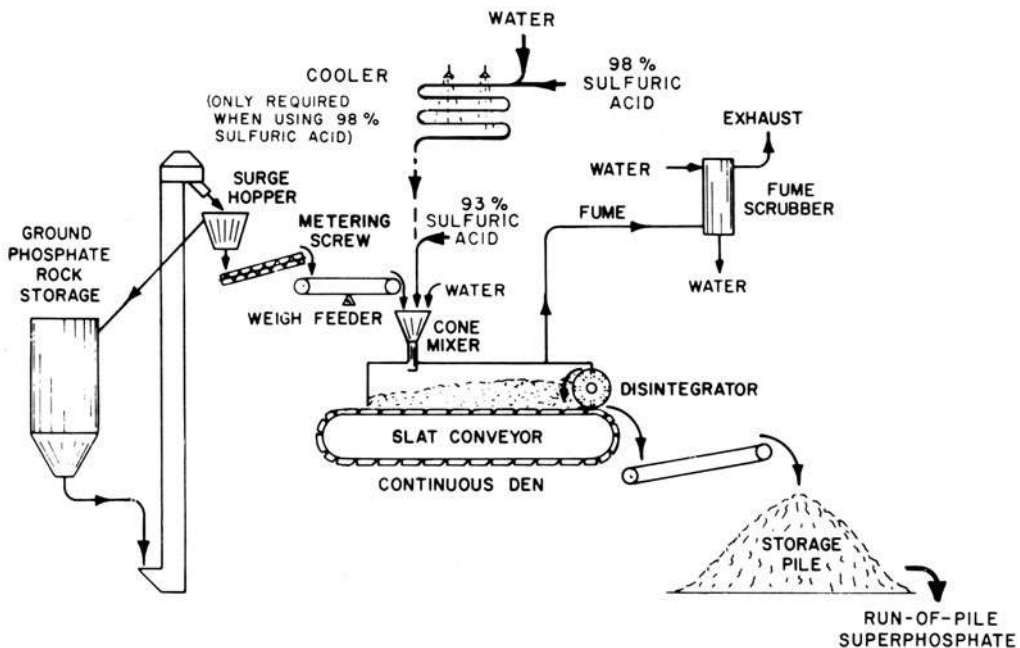 WATER
COOLER
98 %
SULFURIC
ACID
(ONLY REQUIRED
WHEN USING 98 %
SULFURIC ACID)
EXHAUST
WATER
FUME
SCRUBBER
SURGE
HOPPER
93 %
SULFURIC
ACID
METERING
SCREW
FUME
GROUND
PHOSPHATE
ROCK
STORAGE
WATER
WATER
WEIGH FEEDER
CONE
MIXER
DISINTEGRATOR
SLAT CONVEYOR
CONTINUOUS DEN
STORAGE
PILE
RUN-OF-PILE
SUPERPHOSPHATE